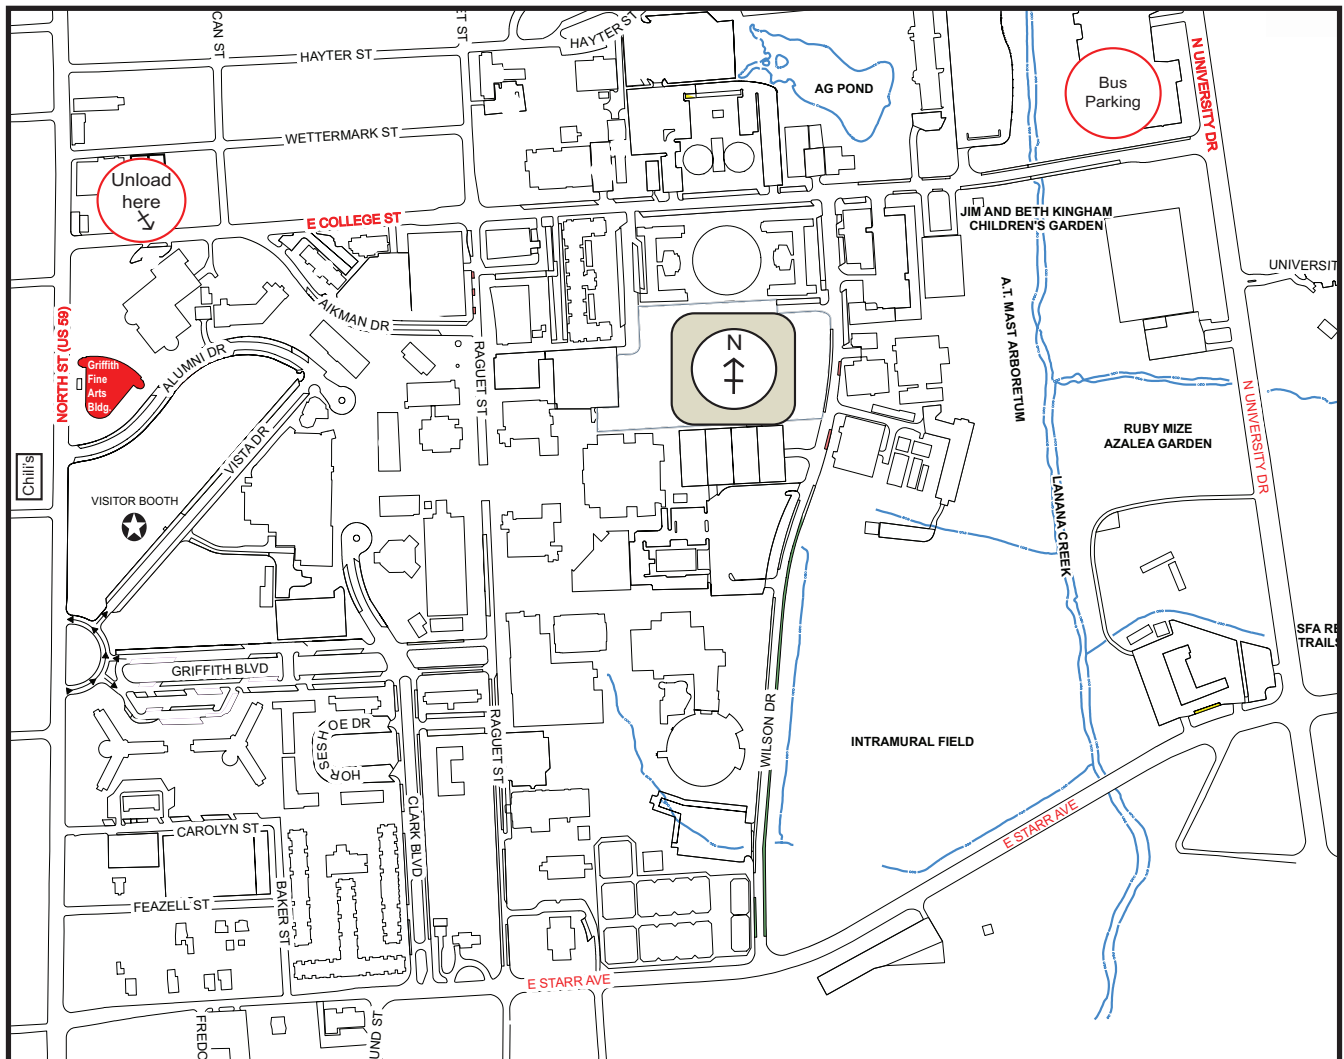 CAN ST
ET ST
HAYTER ST
HAYTER ST
N UNIVERSITY DR
Bus
Parking
AG POND
WETTERMARK ST
Unload
here
E COLLEGE ST
JIM AND BETH KINGHAM
CHILDREN'S GARDEN
UNIVERSIT
A.T. MAST ARBORETUM
AIKMAN DR
NORTH ST (US 59)
Griffith
Fine
Arts
Bldg.
ALUMNI DR
RAGUET ST
N
N UNIVERSITY DR
RUBY MIZE
AZALEA GARDEN
VISTA DR
Chili's
VISITOR BOOTH
LANANA CREEK
SFA RE
TRAILS
GRIFFITH BLVD
WILSON DR
RAGUET ST
HORSESHOE DR
INTRAMURAL FIELD
CLARK BLVD
CAROLYN ST
E STARR AVE
BAKER ST
FEAZELL ST
E STARR AVE
FREDO
UND ST